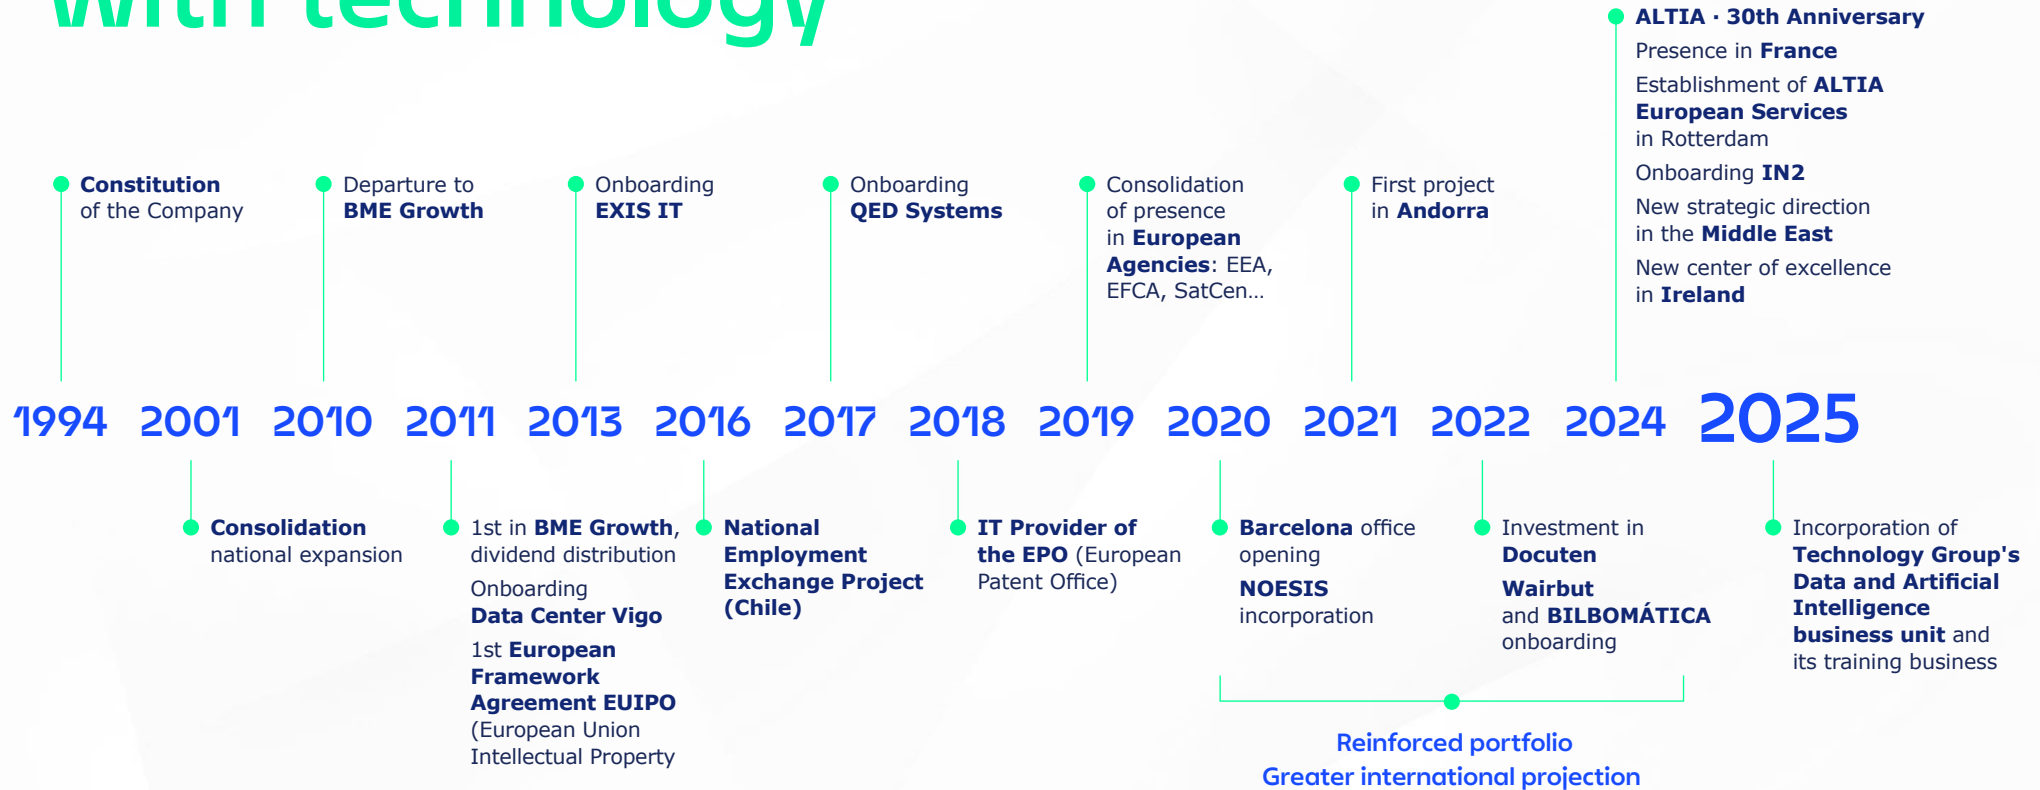 with technology
ALTIA · 30th Anniversary
Presence in France
Establishment of ALTIA
European Services
in Rotterdam
Onboarding IN2
New strategic direction
in the Middle East
New center of excellence
in Ireland
Constitution
of the Company
Departure to
BME Growth
Onboarding
EXIS IT
Onboarding
QED Systems
Consolidation
of presence
in European
Agencies: EEA,
EFCA, SatCen...
First project
in Andorra
1994 2001 2010 2011 2013 2016 2017 2018 2019 2020 2021 2022 2024 2025
Consolidation
national expansion
1st in BME Growth,
dividend distribution
Onboarding
Data Center Vigo
1st European
Framework
Agreement EUIPO
(European Union
Intellectual Property
National
Employment
Exchange Project
(Chile)
IT Provider of
the EPO (European
Patent Office)
Barcelona office
opening
NOESIS
incorporation
Investment in
Docuten
Wairbut
and BILBOMÁTICA
onboarding
Incorporation of
Technology Group's
Data and Artificial
Intelligence
business unit and
its training business
Reinforced portfolio
Greater international projection